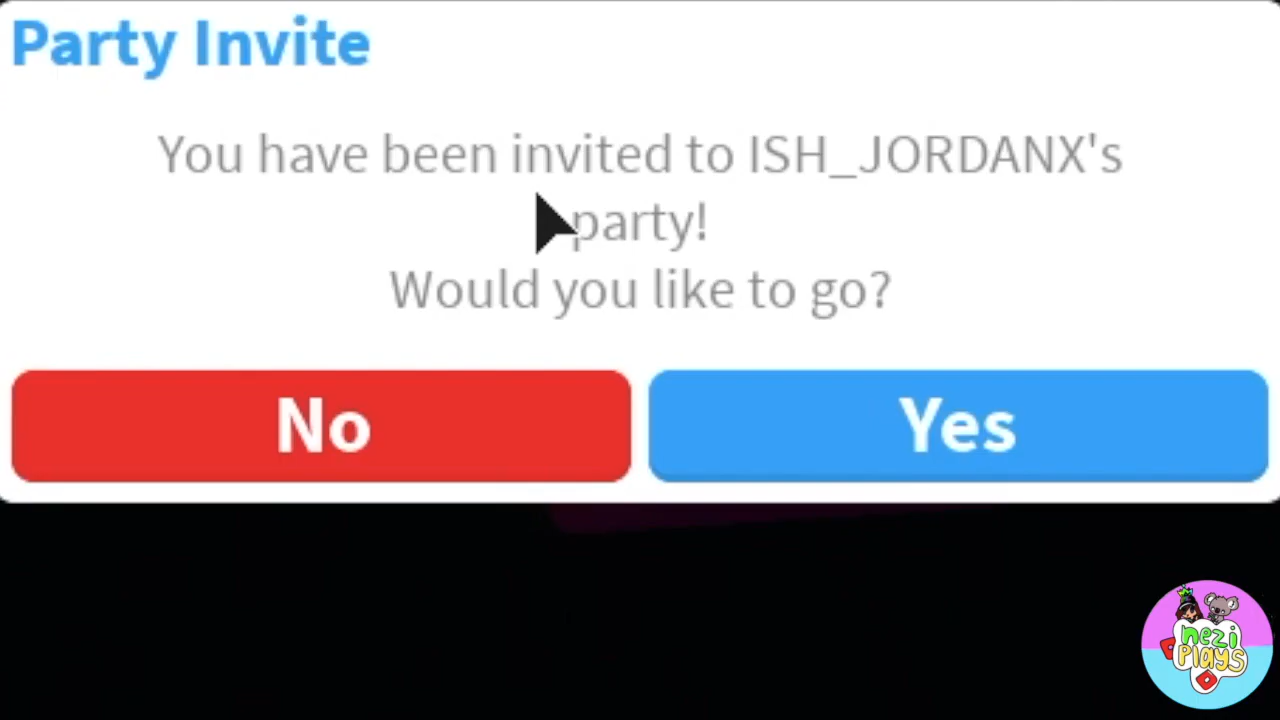 Party Invite
You have been invited to ISH_JORDANX's
party!
Would you like to go?
No
Yes
nezi
Plays